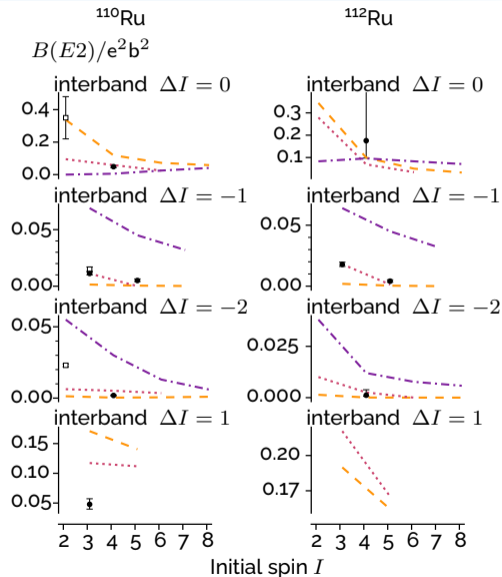 ¹¹⁰Ru ¹¹²Ru
B(E2)/e²b²
interband ΔI = 0 interband ΔI = 0
0.4
0.2
0.0
0.3
0.2
0.1
interband ΔI = −1 interband ΔI = −1
0.05
0.00
0.05
0.00
interband ΔI = −2 interband ΔI = −2
0.05
0.00
0.025
0.000
interband ΔI = 1 interband ΔI = 1
0.15
0.10
0.05
0.20
0.17
2 3 4 5 6 7 8 2 3 4 5 6 7 8
Initial spin I